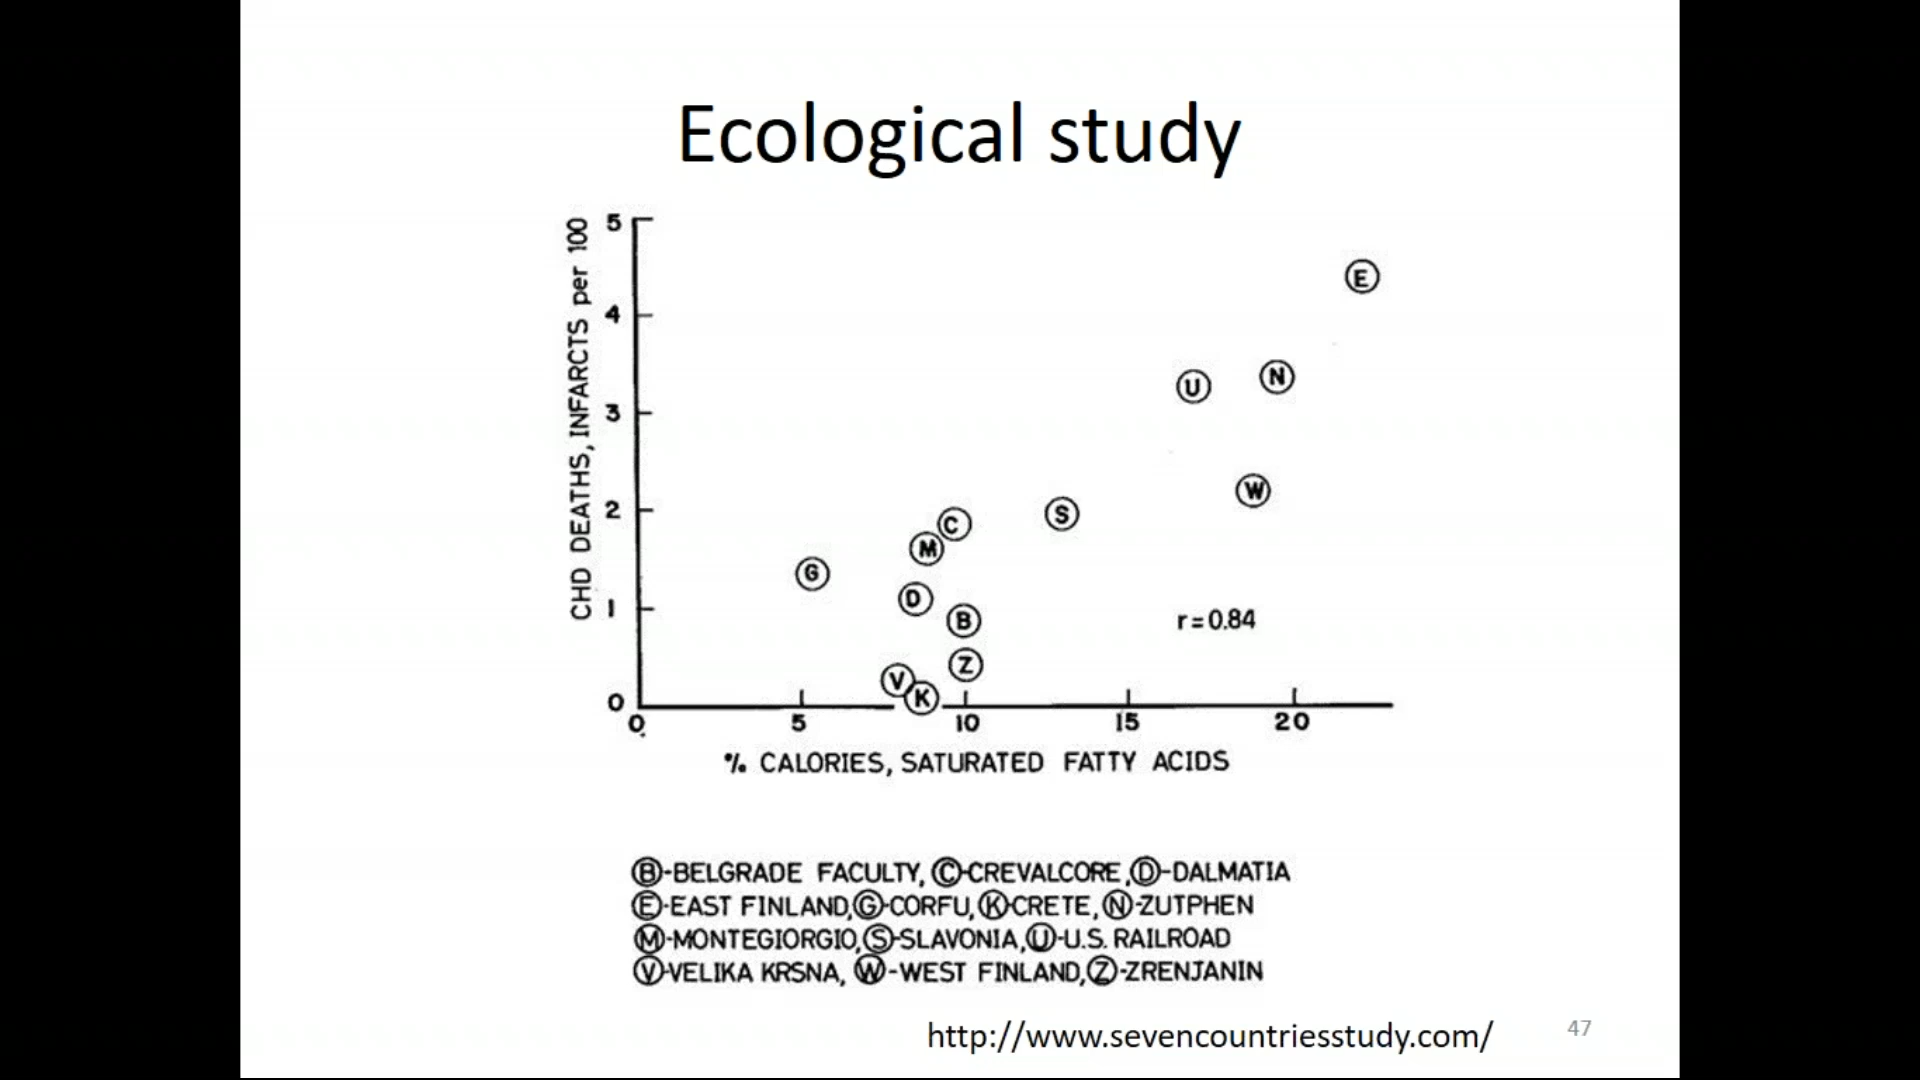 Ecological study
CHD DEATHS, INFARCTS per 100
5
4
3
2
1
0
E
U
N
W
S
C
M
G
D
B
Z
V
K
r = 0.84
0 5 10 15 20
% CALORIES, SATURATED FATTY ACIDS
B-BELGRADE FACULTY, C-CREVALCORE, D-DALMATIA
E-EAST FINLAND, G-CORFU, K-CRETE, N-ZUTPHEN
M-MONTEGIORGIO, S-SLAVONIA, U-U.S. RAILROAD
V-VELIKA KRSNA, W-WEST FINLAND, Z-ZRENJANIN
http://www.sevencountriesstudy.com/
47